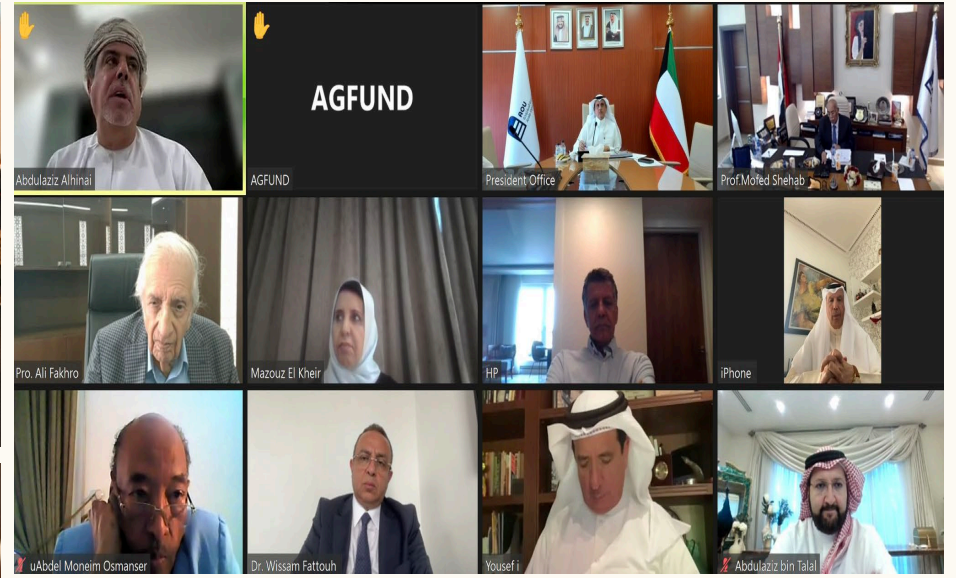 Abdulaziz Alhinai
AGFUND
AGFUND
AOU
President Office
Prof.Mofed Shehab
Pro. Ali Fakhro
Mazouz El Kheir
HP
iPhone
uAbdel Moneim Osmanser
Dr. Wissam Fattouh
Yousef i
Abdulaziz bin Talal